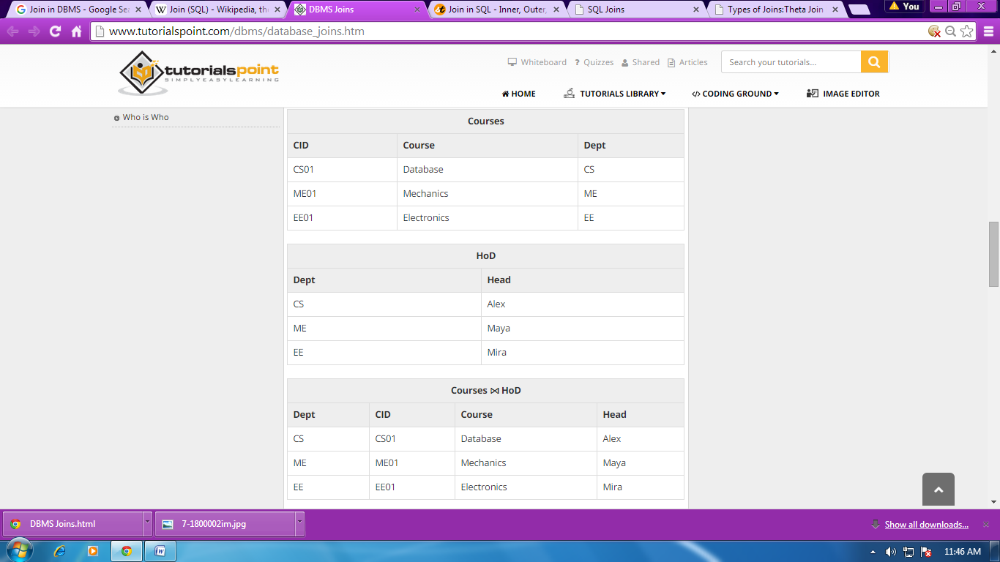 Join in DBMS - Google Sea
Join (SQL) - Wikipedia, the
DBMS Joins
Join in SQL - Inner, Outer,
SQL Joins
Types of Joins:Theta Join
You
www.tutorialspoint.com/dbms/database_joins.htm
tutorialspoint
SIMPLYEASYLEARNING
Whiteboard ? Quizzes Shared Articles
Search your tutorials...
HOME TUTORIALS LIBRARY </> CODING GROUND IMAGE EDITOR
Who is Who
Courses
CID Course Dept
CS01 Database CS
ME01 Mechanics ME
EE01 Electronics EE
HoD
Dept Head
CS Alex
ME Maya
EE Mira
Courses ⋈ HoD
Dept CID Course Head
CS CS01 Database Alex
ME ME01 Mechanics Maya
EE EE01 Electronics Mira
DBMS Joins.html
7-1800002im.jpg
Show all downloads...
11:46 AM